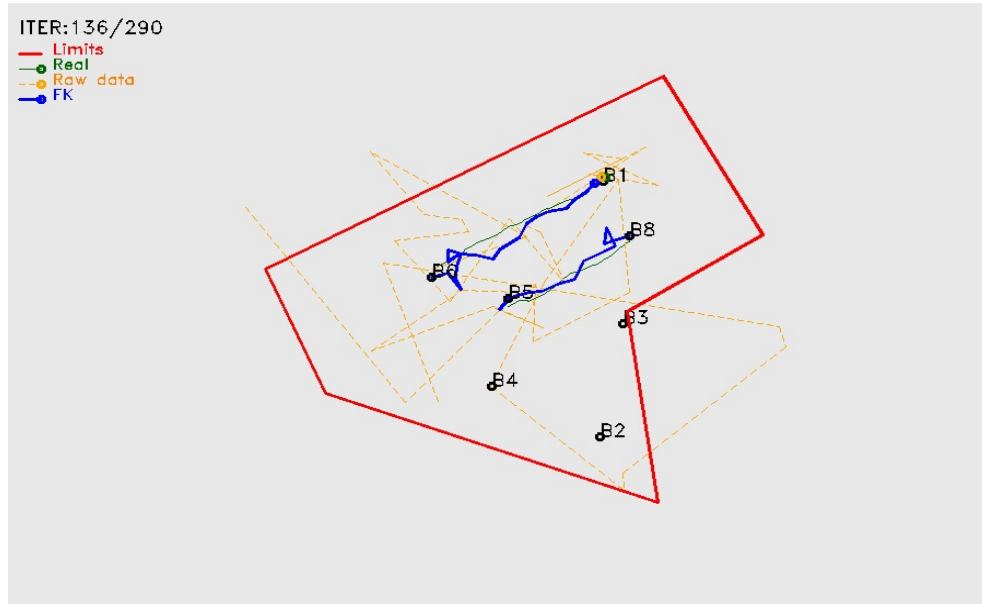 ITER:136/290
Limits
Real
Raw data
FK
B1
B8
B6
B5
B3
B4
B2